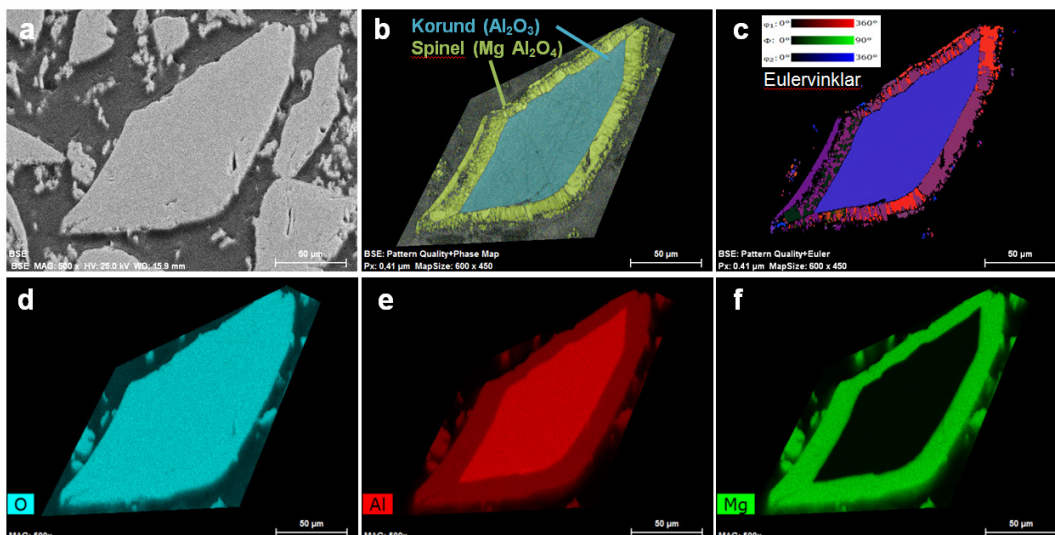 a
BSE
BSE MAG: 500 x HV: 25.0 kV WD: 15.9 mm
50 µm
b
Korund (Al₂O₃)
Spinel (Mg Al₂O₄)
BSE: Pattern Quality+Phase Map
Px: 0.41 µm MapSize: 600 x 450
50 µm
c
φ₁: 0° 360°
Φ: 0° 90°
φ₂: 0° 360°
Eulervinklar
BSE: Pattern Quality+Euler
Px: 0.41 µm MapSize: 600 x 450
50 µm
d
O
50 µm
e
Al
50 µm
f
Mg
50 µm